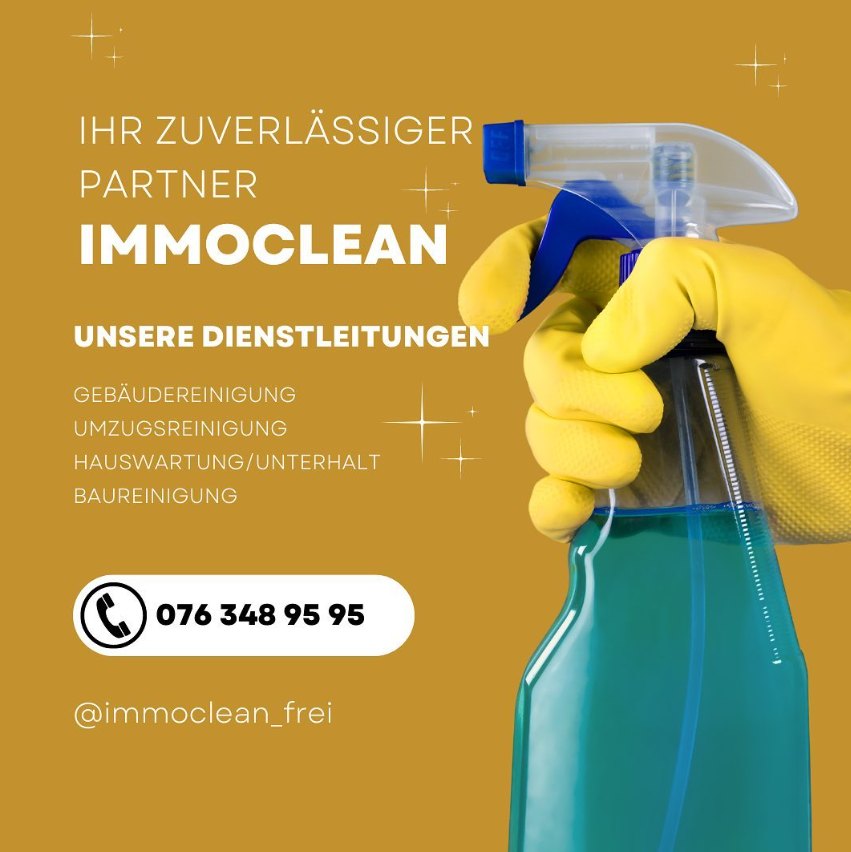 IHR ZUVERLÄSSIGER
PARTNER
IMMOCLEAN
UNSERE DIENSTLEITUNGEN
GEBÄUDEREINIGUNG
UMZUGSREINIGUNG
HAUSWARTUNG/UNTERHALT
BAUREINIGUNG
076 348 95 95
@immoclean_frei